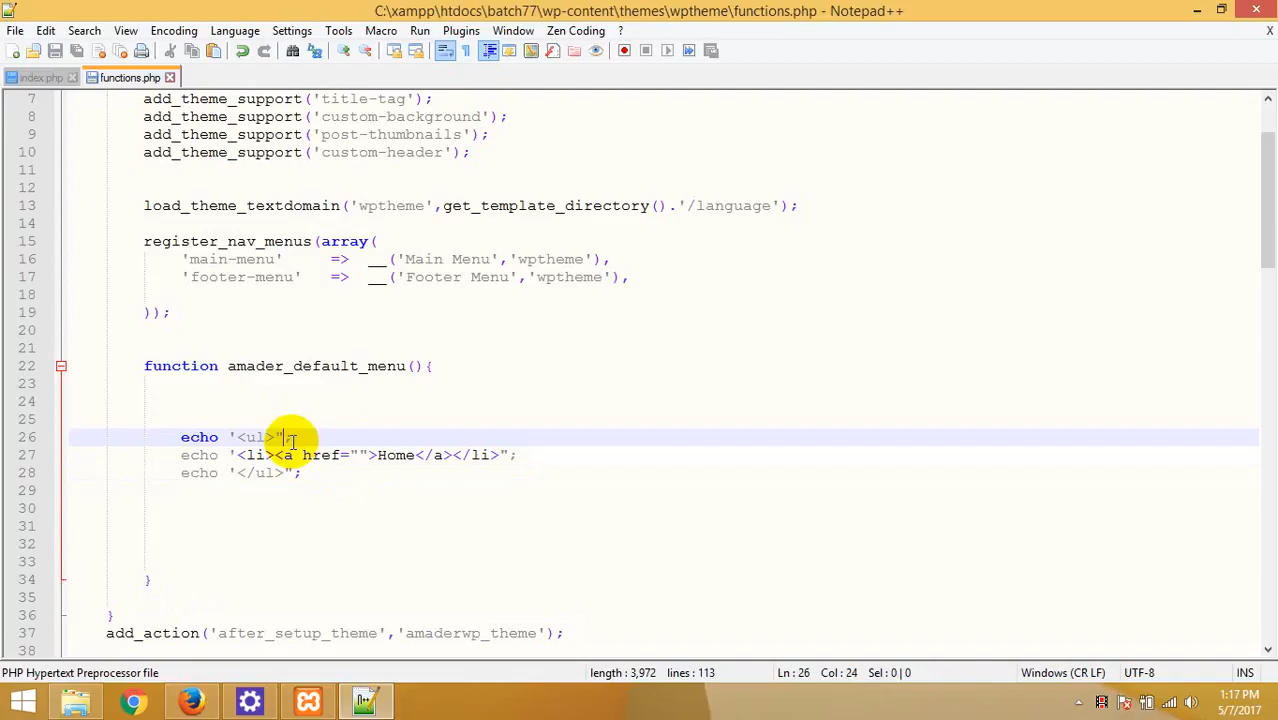 C:\xampp\htdocs\batch77\wp-content\themes\wptheme\functions.php - Notepad++
File Edit Search View Encoding Language Settings Tools Macro Run Plugins Window Zen Coding ? X
index.php functions.php
7 add_theme_support('title-tag');
8 add_theme_support('custom-background');
9 add_theme_support('post-thumbnails');
10 add_theme_support('custom-header');
11
12
13 load_theme_textdomain('wptheme',get_template_directory().'/language');
14
15 register_nav_menus(array(
16 'main-menu' => __('Main Menu','wptheme'),
17 'footer-menu' => __('Footer Menu','wptheme'),
18
19 ));
20
21
22 function amader_default_menu(){
23
24
25
26 echo '<ul>";
27 echo '<li><a href="">Home</a></li>";
28 echo '</ul>";
29
30
31
32
33
34 }
35
36 }
37 add_action('after_setup_theme','amaderwp_theme');
38
PHP Hypertext Preprocessor file length : 3,972 lines : 113 Ln : 26 Col : 24 Sel : 0 | 0 Windows (CR LF) UTF-8 INS
1:17 PM
5/7/2017